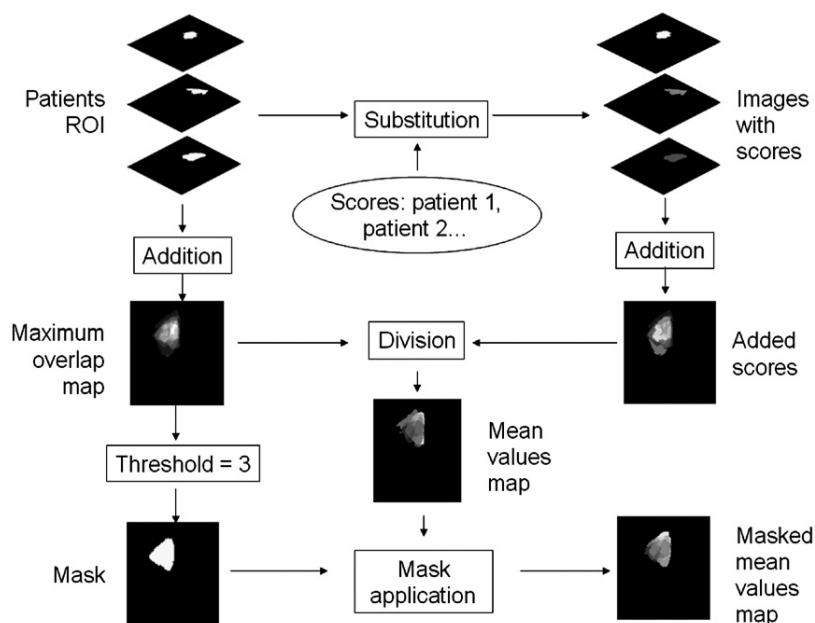 Patients
ROI
Substitution
Images
with
scores
Scores: patient 1,
patient 2...
Addition
Addition
Maximum
overlap
map
Division
Added
scores
Threshold = 3
Mean
values
map
Mask
Mask
application
Masked
mean
values
map